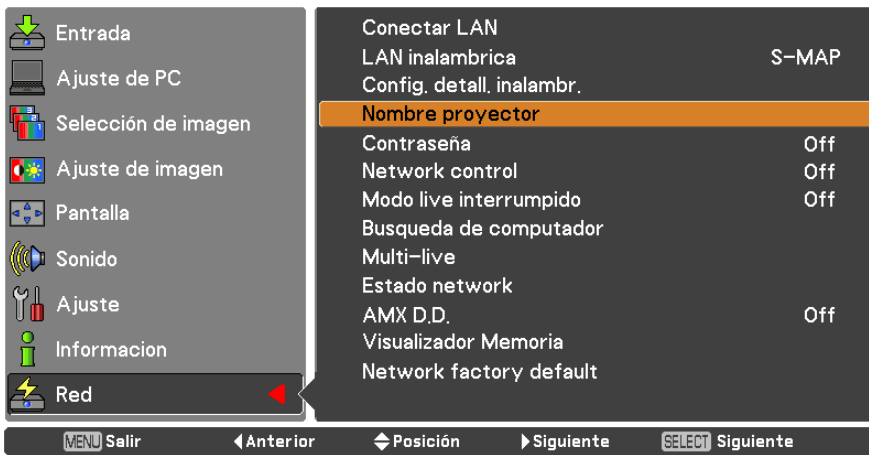 Entrada
Ajuste de PC
Selección de imagen
Ajuste de imagen
Pantalla
Sonido
Ajuste
Informacion
Red
Conectar LAN
LAN inalambrica S-MAP
Config. detall. inalambr.
Nombre proyector
Contraseña Off
Network control Off
Modo live interrumpido Off
Busqueda de computador
Multi-live
Estado network
AMX D.D. Off
Visualizador Memoria
Network factory default
MENU Salir Anterior Posición Siguiente SELECT Siguiente